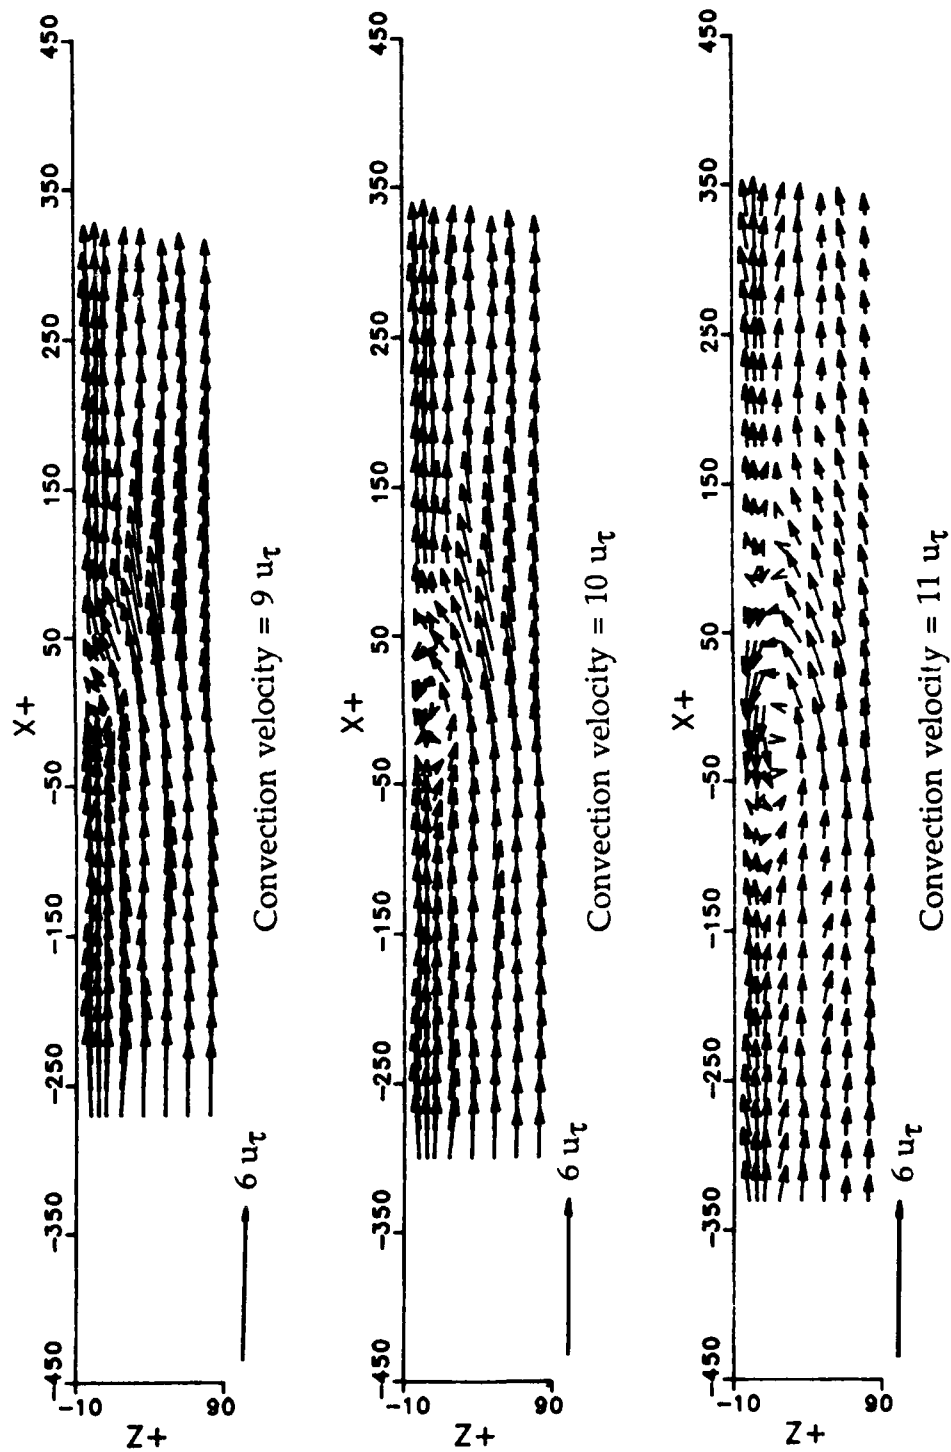 X+
-450 -350 -250 -150 -50 50 150 250 350 450
-10
Z+
90
6 uτ
Convection velocity = 9 uτ
X+
-450 -350 -250 -150 -50 50 150 250 350 450
-10
Z+
90
6 uτ
Convection velocity = 10 uτ
X+
-450 -350 -250 -150 -50 50 150 250 350 450
-10
Z+
90
6 uτ
Convection velocity = 11 uτ